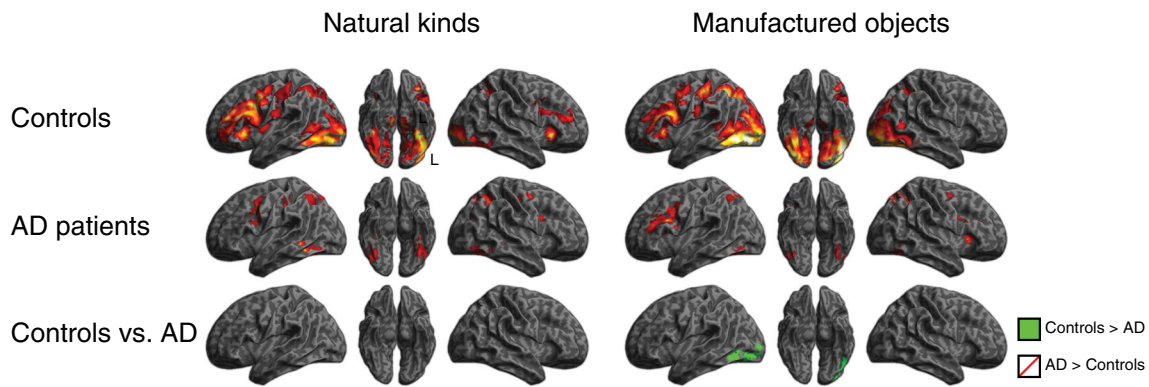 Natural kinds
Manufactured objects
Controls
L
L
AD patients
Controls vs. AD
Controls > AD
AD > Controls